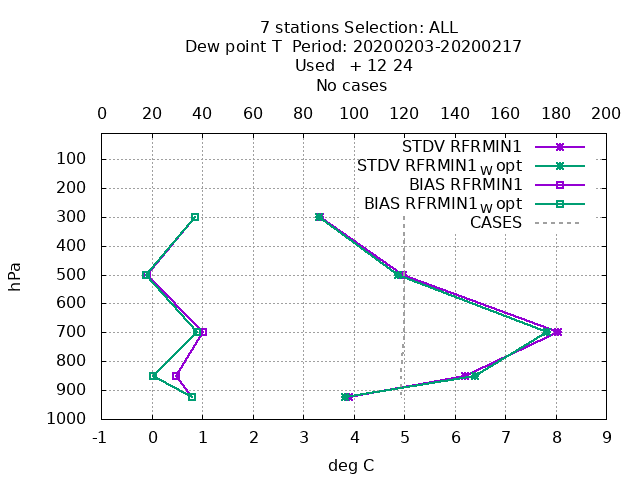 7 stations Selection: ALL
Dew point T  Period: 20200203-20200217
Used   + 12 24
No cases
0 20 40 60 80 100 120 140 160 180 200
STDV RFRMIN1
STDV RFRMIN1w opt
BIAS RFRMIN1
BIAS RFRMIN1w opt
CASES
hPa
100
200
300
400
500
600
700
800
900
1000
-1 0 1 2 3 4 5 6 7 8 9
deg C